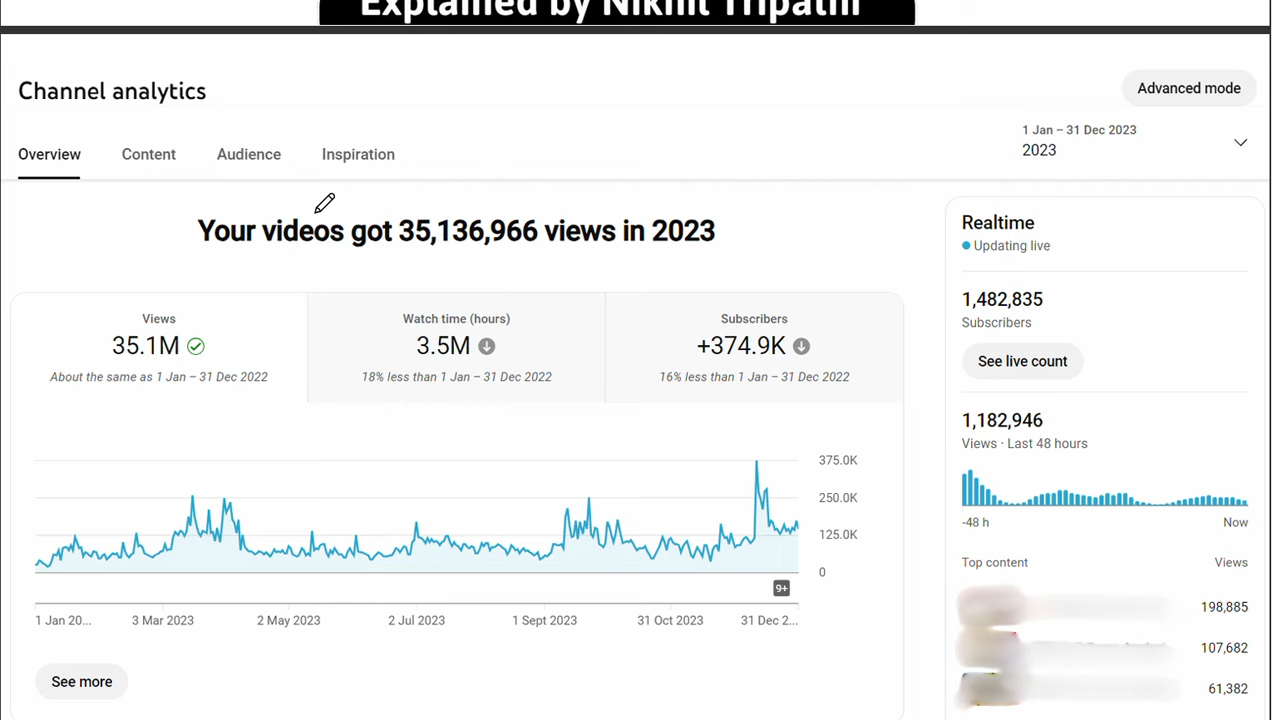 Explained by Nikhil Tripathi
Channel analytics
Advanced mode
Overview Content Audience Inspiration
1 Jan – 31 Dec 2023
2023
Your videos got 35,136,966 views in 2023
Views
35.1M
About the same as 1 Jan – 31 Dec 2022
Watch time (hours)
3.5M
18% less than 1 Jan – 31 Dec 2022
Subscribers
+374.9K
16% less than 1 Jan – 31 Dec 2022
375.0K
250.0K
125.0K
0
9+
1 Jan 20... 3 Mar 2023 2 May 2023 2 Jul 2023 1 Sept 2023 31 Oct 2023 31 Dec 2...
See more
Realtime
Updating live
1,482,835
Subscribers
See live count
1,182,946
Views · Last 48 hours
-48 h Now
Top content Views
198,885
107,682
61,382